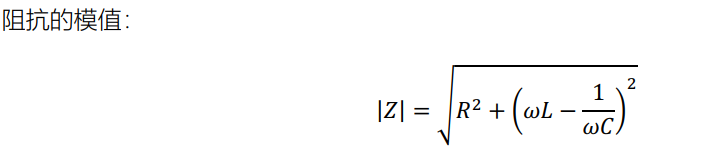 阻抗的模值：
|Z| = √(R² + (ωL − 1/(ωC))²)